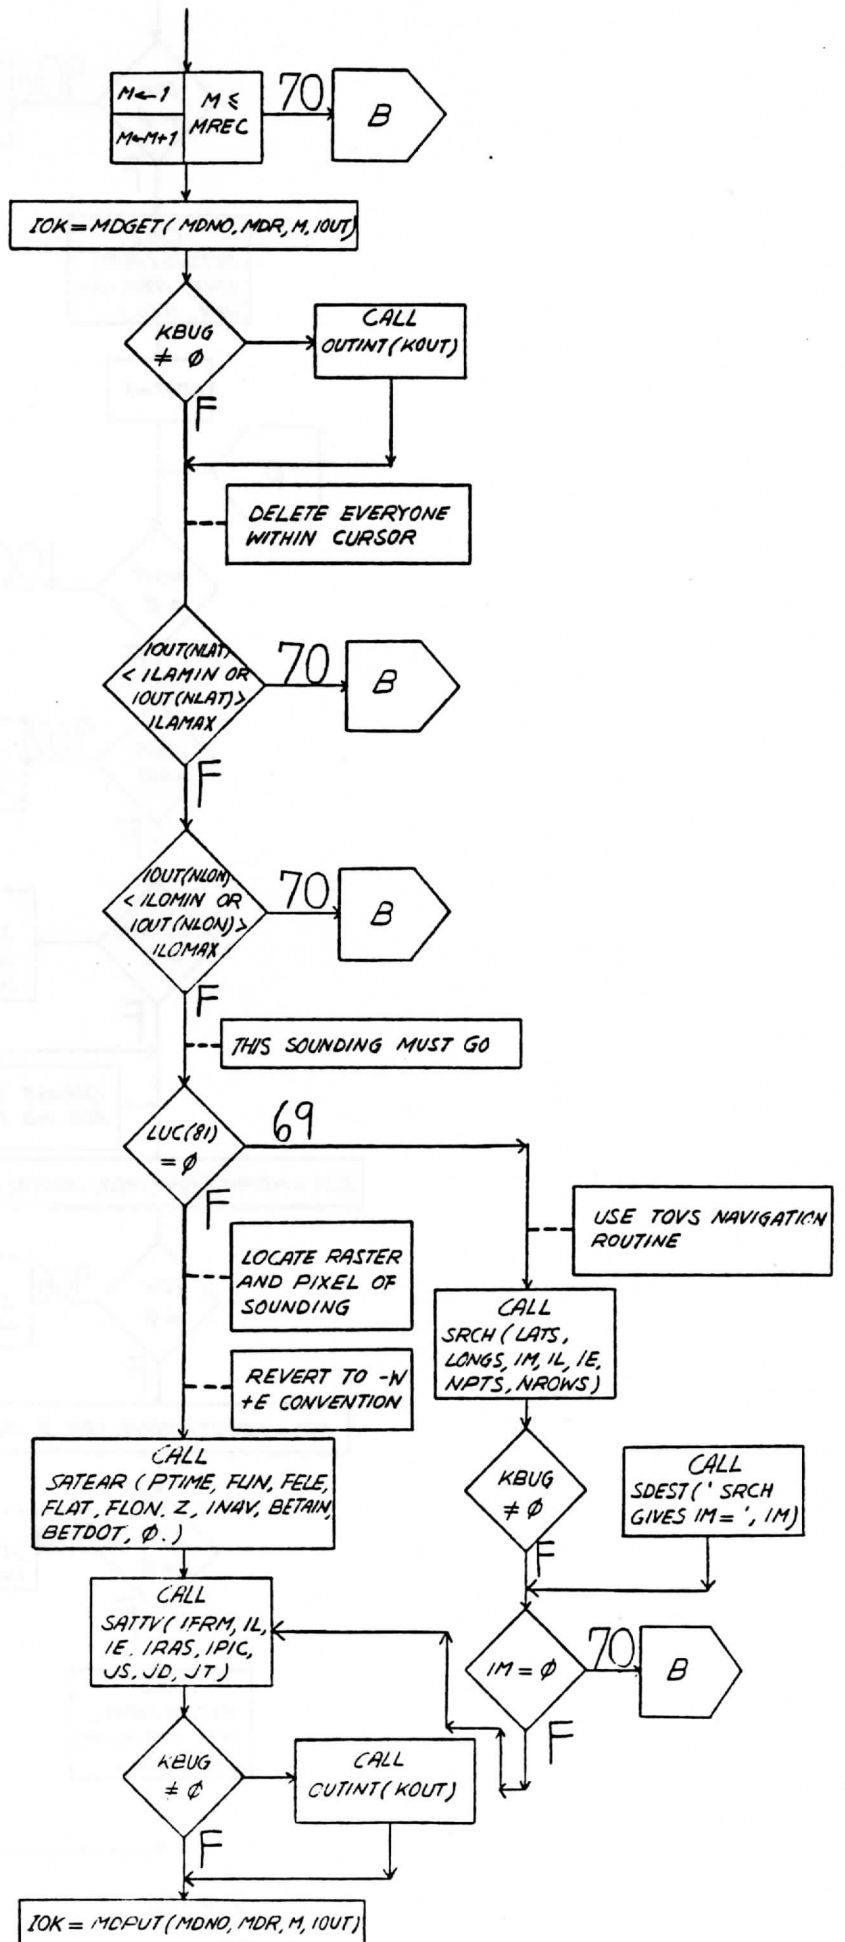 M←1
M←M+1
M ≤
MREC
70
B
IOK = MDGET( MDNO, MDR, M, IOUT)
KBUG
≠ φ
CALL
OUTINT(KOUT)
F
DELETE EVERYONE
WITHIN CURSOR
IOUT(NLAT)
< ILAMIN OR
IOUT(NLAT)>
ILAMAX
70
B
F
IOUT(NLON)
< ILOMIN OR
IOUT(NLON)>
ILOMAX
70
B
F
THIS SOUNDING MUST GO
LUC(81)
= φ
69
F
USE TOVS NAVIGATION
ROUTINE
LOCATE RASTER
AND PIXEL OF
SOUNDING
CALL
SRCH ( LATS,
LONGS, IM, IL, IE,
NPTS, NROWS)
REVERT TO -W
+E CONVENTION
CALL
SATEAR ( PTIME, FLIN, FELE,
FLAT, FLON, Z, INAV, BETAIN,
BETDOT, φ.)
KBUG
≠ φ
CALL
SDEST(' SRCH
GIVES IM= ', IM)
F
CALL
SATTV( IFRM, IL,
IE, IRAS, IPIC,
JS, JD, JT)
IM = φ
70
B
F
KBUG
≠ φ
CALL
OUTINT( KOUT)
F
IOK = MDPUT( MDNO, MDR, M, IOUT)